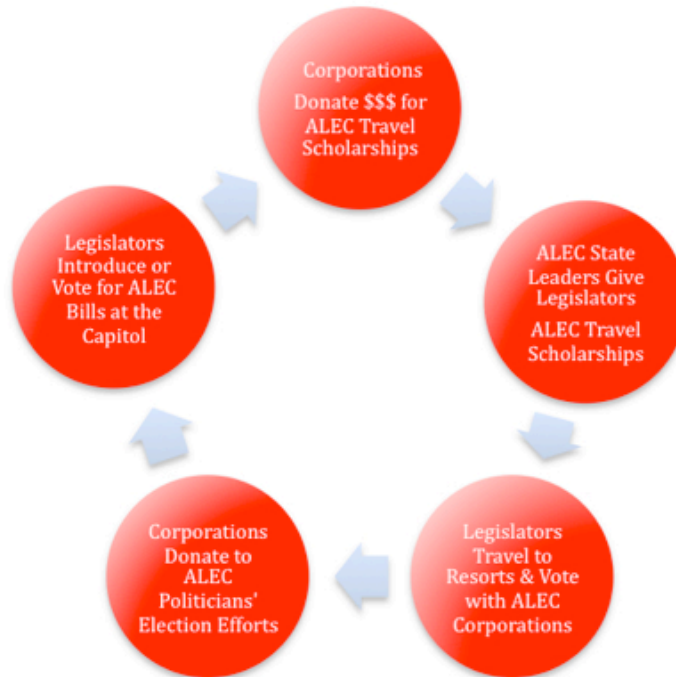 Corporations
Donate $$$ for
ALEC Travel
Scholarships
ALEC State
Leaders Give
Legislators
ALEC Travel
Scholarships
Legislators
Travel to
Resorts & Vote
with ALEC
Corporations
Corporations
Donate to
ALEC
Politicians'
Election Efforts
Legislators
Introduce or
Vote for ALEC
Bills at the
Capitol